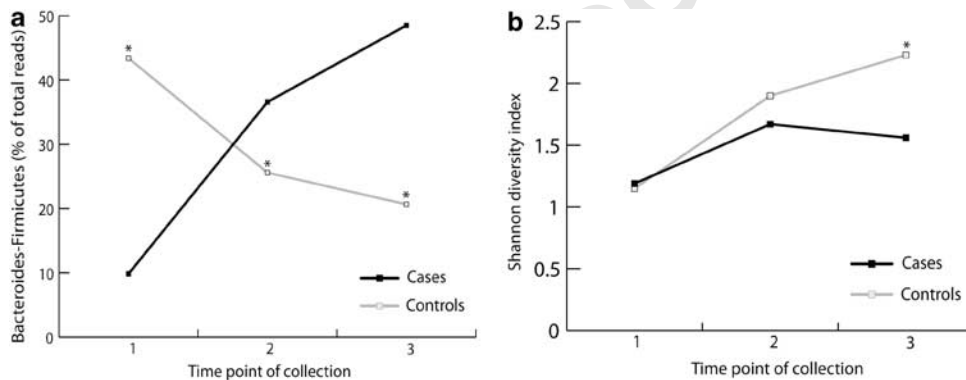 a
Bacteroides-Firmicutes (% of total reads)
50
40
30
20
10
0
*
*
*
Cases
Controls
1 2 3
Time point of collection
b
Shannon diversity index
2.5
2
1.5
1
0.5
0
*
Cases
Controls
1 2 3
Time point of collection